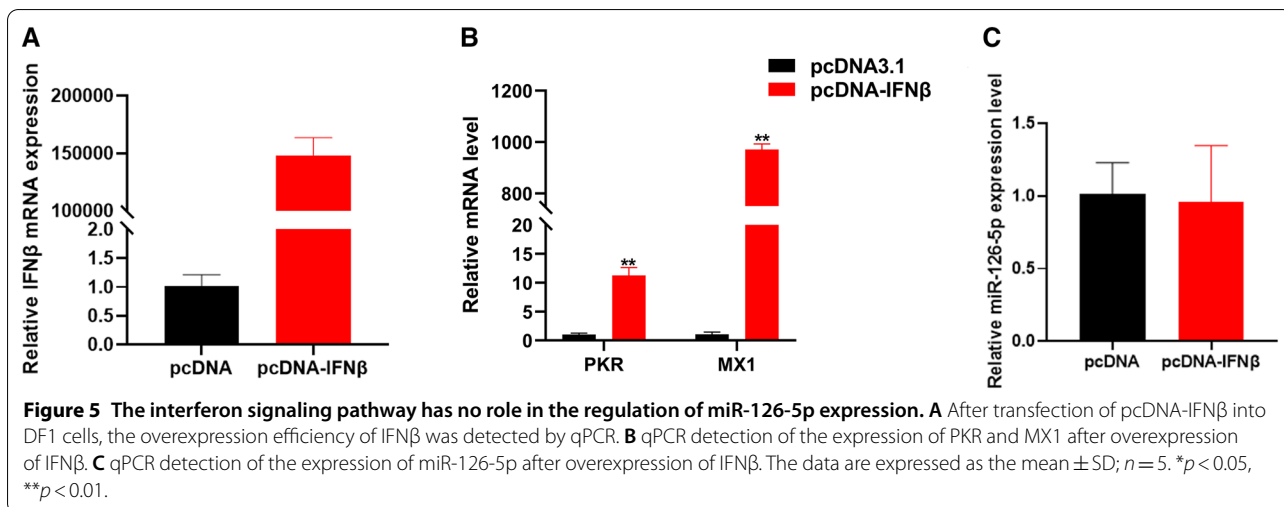 A
Relative IFNβ mRNA expression
200000
150000
100000
2.0
1.5
1.0
0.5
0.0
pcDNA
pcDNA-IFNβ
B
pcDNA3.1
pcDNA-IFNβ
Relative mRNA level
1200
1000
800
20
15
10
5
0
**
**
PKR
MX1
C
Relative miR-126-5p expression level
1.5
1.0
0.5
0.0
pcDNA
pcDNA-IFNβ
Figure 5 The interferon signaling pathway has no role in the regulation of miR-126-5p expression. A After transfection of pcDNA-IFNβ into
DF1 cells, the overexpression efficiency of IFNβ was detected by qPCR. B qPCR detection of the expression of PKR and MX1 after overexpression
of IFNβ. C qPCR detection of the expression of miR-126-5p after overexpression of IFNβ. The data are expressed as the mean ± SD; n = 5. *p < 0.05,
**p < 0.01.